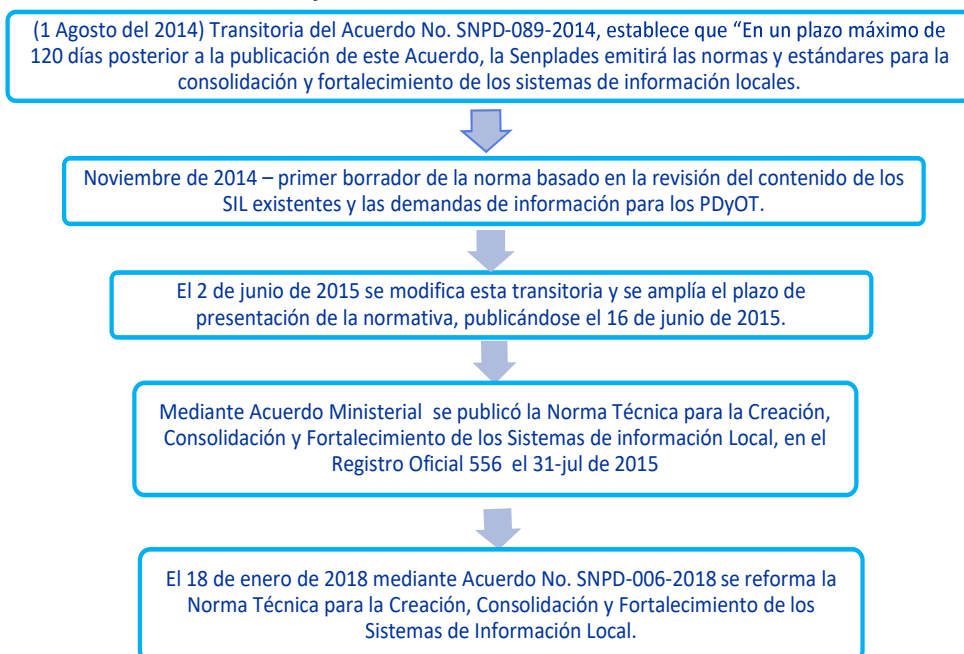 (1 Agosto del 2014) Transitoria del Acuerdo No. SNPD-089-2014, establece que “En un plazo máximo de
120 días posterior a la publicación de este Acuerdo, la Senplades emitirá las normas y estándares para la
consolidación y fortalecimiento de los sistemas de información locales.
Noviembre de 2014 – primer borrador de la norma basado en la revisión del contenido de los
SIL existentes y las demandas de información para los PDyOT.
El 2 de junio de 2015 se modifica esta transitoria y se amplía el plazo de
presentación de la normativa, publicándose el 16 de junio de 2015.
Mediante Acuerdo Ministerial se publicó la Norma Técnica para la Creación,
Consolidación y Fortalecimiento de los Sistemas de información Local, en el
Registro Oficial 556 el 31-jul de 2015
El 18 de enero de 2018 mediante Acuerdo No. SNPD-006-2018 se reforma la
Norma Técnica para la Creación, Consolidación y Fortalecimiento de los
Sistemas de Información Local.